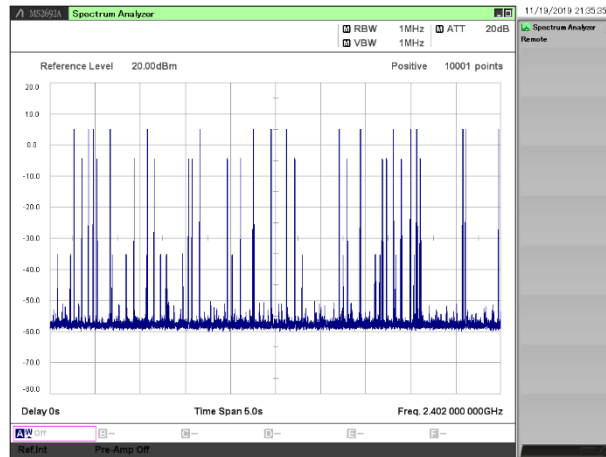 MS2692A Spectrum Analyzer
11/19/2019 21:35:35
RBW 1MHz ATT 20dB
VBW 1MHz
Spectrum Analyzer
Remote
Reference Level 20.00dBm Positive 10001 points
20.0
10.0
0.0
-10.0
-20.0
-30.0
-40.0
-50.0
-60.0
-70.0
-80.0
Delay 0s Time Span 5.0s Freq. 2.402 000 000GHz
A Off B-- C-- D-- E-- F--
Ref.Int Pre-Amp Off